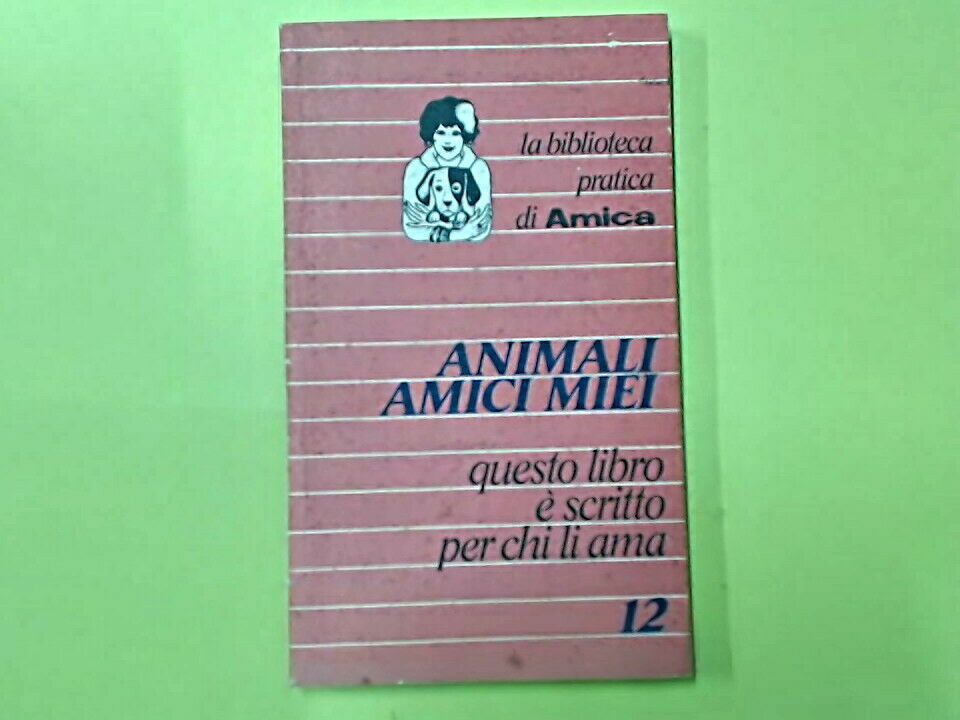 la biblioteca
pratica
di Amica
ANIMALI
AMICI MIEI
questo libro
è scritto
per chi li ama
12